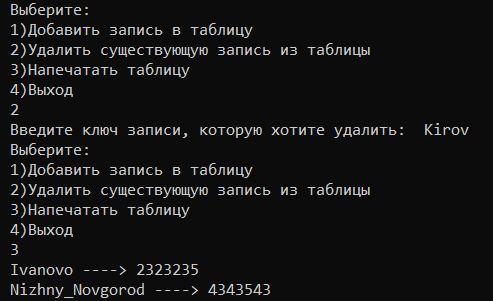 Выберите:
1)Добавить запись в таблицу
2)Удалить существующую запись из таблицы
3)Напечатать таблицу
4)Выход
2
Введите ключ записи, которую хотите удалить:  Kirov
Выберите:
1)Добавить запись в таблицу
2)Удалить существующую запись из таблицы
3)Напечатать таблицу
4)Выход
3
Ivanovo ----> 2323235
Nizhny_Novgorod ----> 4343543